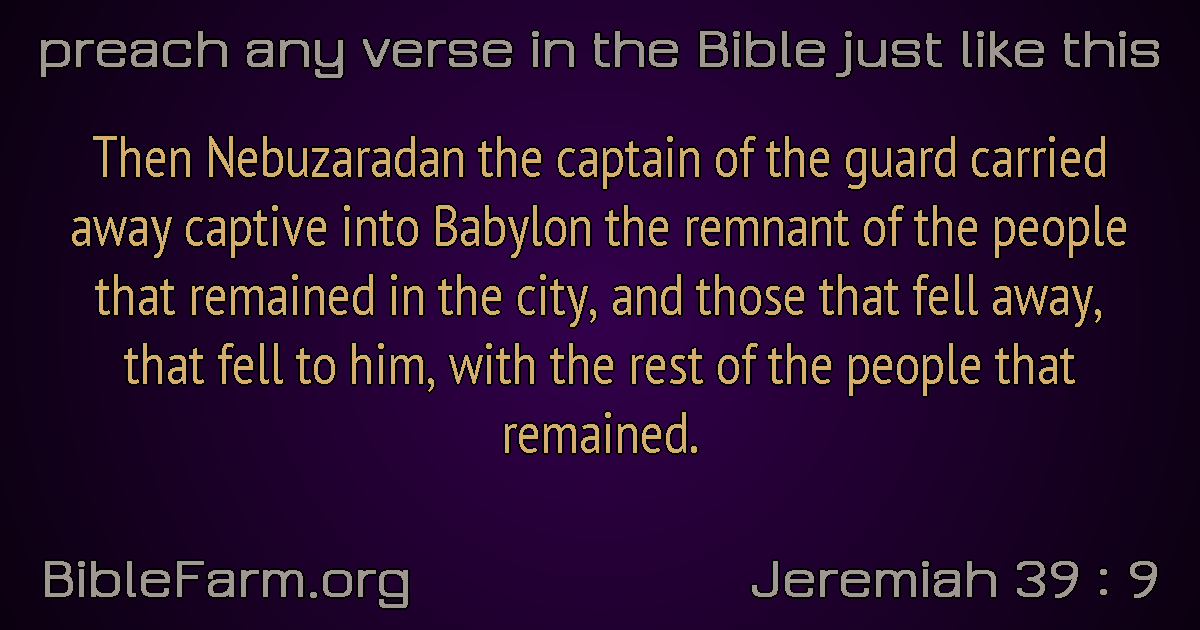 preach any verse in the Bible just like this
Then Nebuzaradan the captain of the guard carried
away captive into Babylon the remnant of the people
that remained in the city, and those that fell away,
that fell to him, with the rest of the people that
remained.
BibleFarm.org
Jeremiah 39 : 9